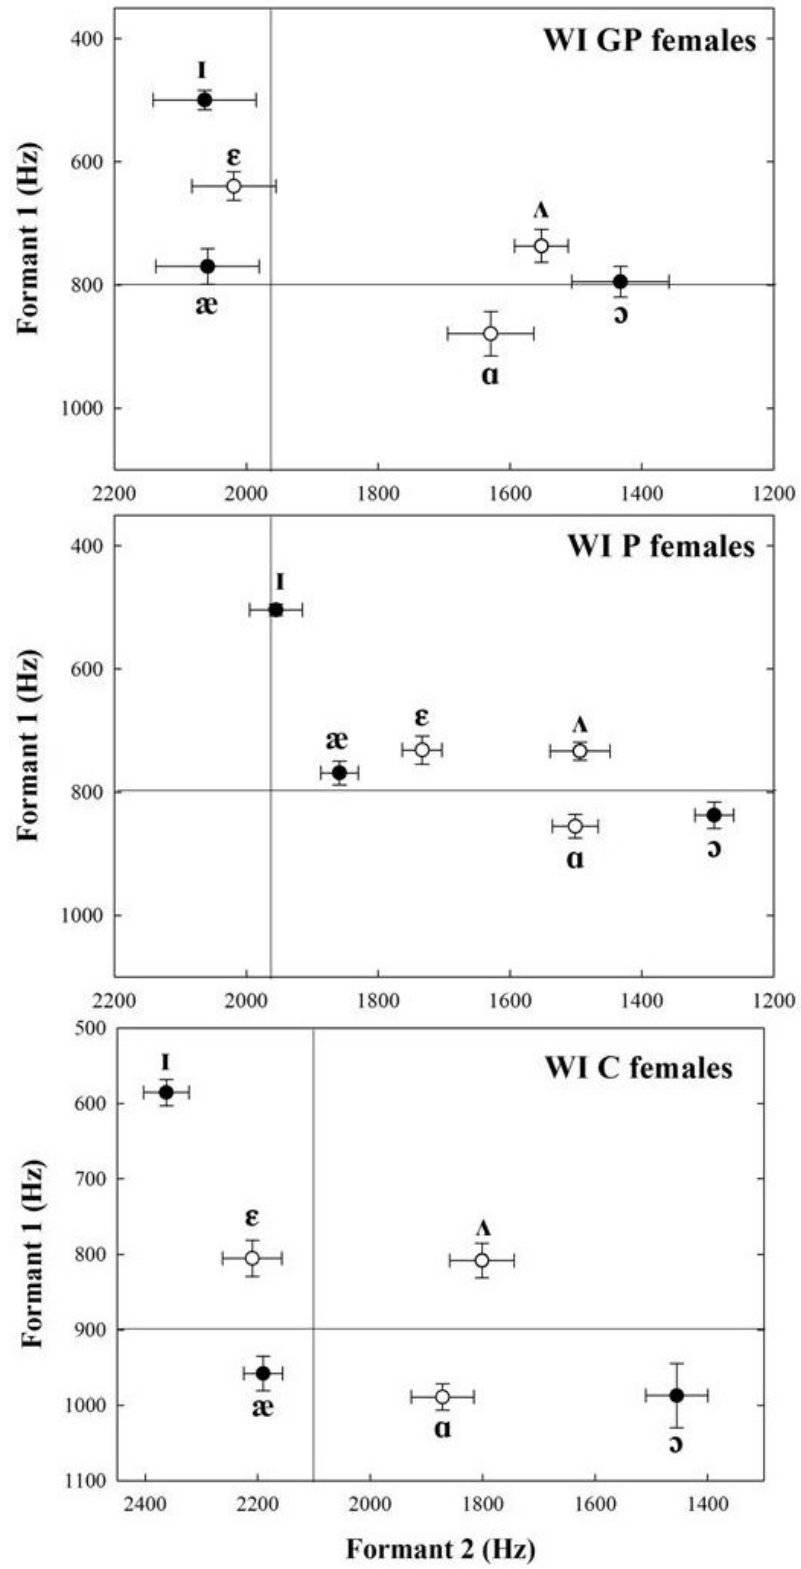 WI GP females
400
I
600
ε
ʌ
Formant 1 (Hz)
800
æ
ɔ
ɑ
1000
2200 2000 1800 1600 1400 1200
WI P females
400
I
600
æ ε ʌ
Formant 1 (Hz)
800
ɑ ɔ
1000
2200 2000 1800 1600 1400 1200
500
I
WI C females
600
700
ε ʌ
800
Formant 1 (Hz)
900
1000
æ ɑ ɔ
1100
2400 2200 2000 1800 1600 1400
Formant 2 (Hz)